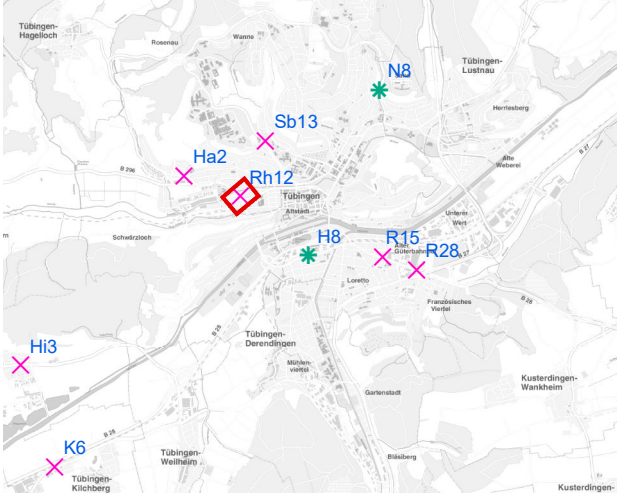 Tübingen-
Hagelloch
Rosenau
Wanne
Tübingen-
Lustnau
N8
Herrlesberg
Sb13
Ha2
B 296
Rh12
Alte
Weberei
B 27
Tübingen
Altstadt
Unterer
Wert
Schwärzloch
H8
R15
Güterbahnhof
R28
B 27
Loretto
B 28
Französisches
Viertel
B 28
Tübingen-
Derendingen
Hi3
Mühlen-
viertel
Gartenstadt
Kusterdingen-
Wankheim
B 28
K6
Tübingen-
Weilheim
Bläsiberg
Tübingen-
Kilchberg
Kusterdingen-